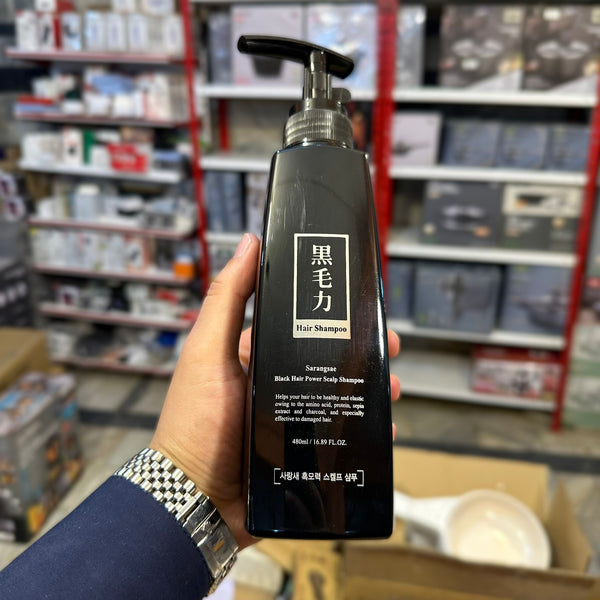 黒
毛
力
Hair Shampoo
Sarangsae
Black Hair Power Scalp Shampoo
Helps your hair to be healthy and elastic
owing to the amino acid, protein, sepia
extract and charcoal, and especially
effective to damaged hair.
480ml / 16.89 FL.OZ.
사랑새 흑모력 스켈프 샴푸